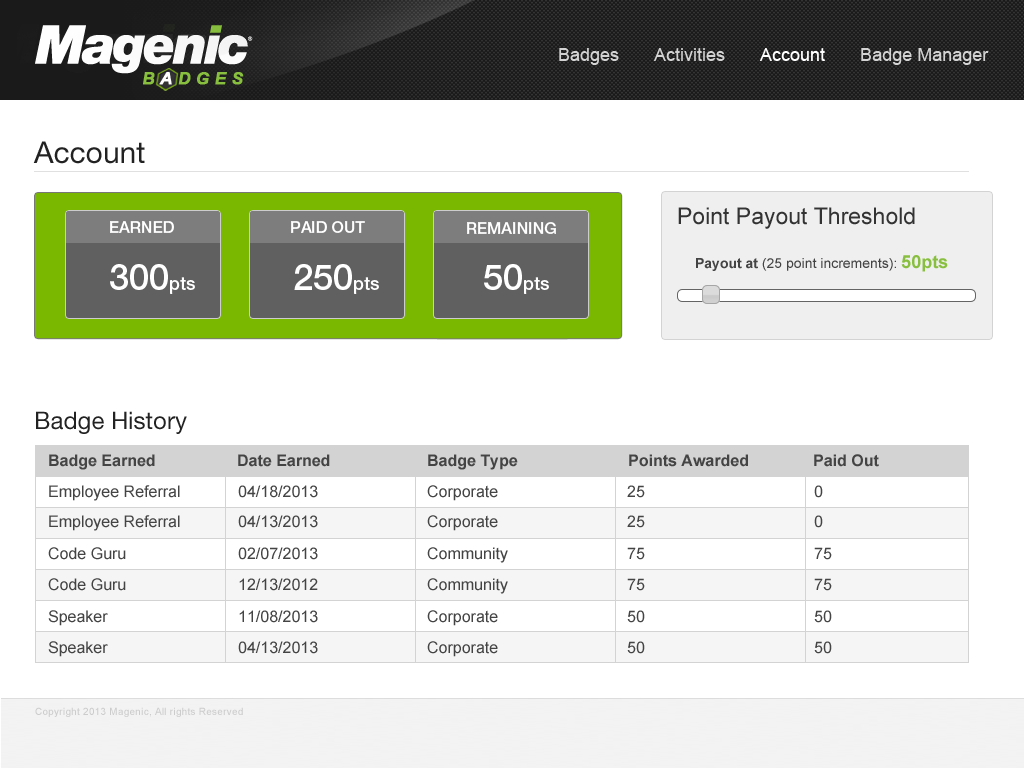 Magenic®
BADGES
Badges Activities Account Badge Manager
Account
EARNED PAID OUT REMAINING
300pts 250pts 50pts
Point Payout Threshold
Payout at (25 point increments): 50pts
Badge History
Badge Earned Date Earned Badge Type Points Awarded Paid Out
Employee Referral 04/18/2013 Corporate 25 0
Employee Referral 04/13/2013 Corporate 25 0
Code Guru 02/07/2013 Community 75 75
Code Guru 12/13/2012 Community 75 75
Speaker 11/08/2013 Corporate 50 50
Speaker 04/13/2013 Corporate 50 50
Copyright 2013 Magenic, All rights Reserved